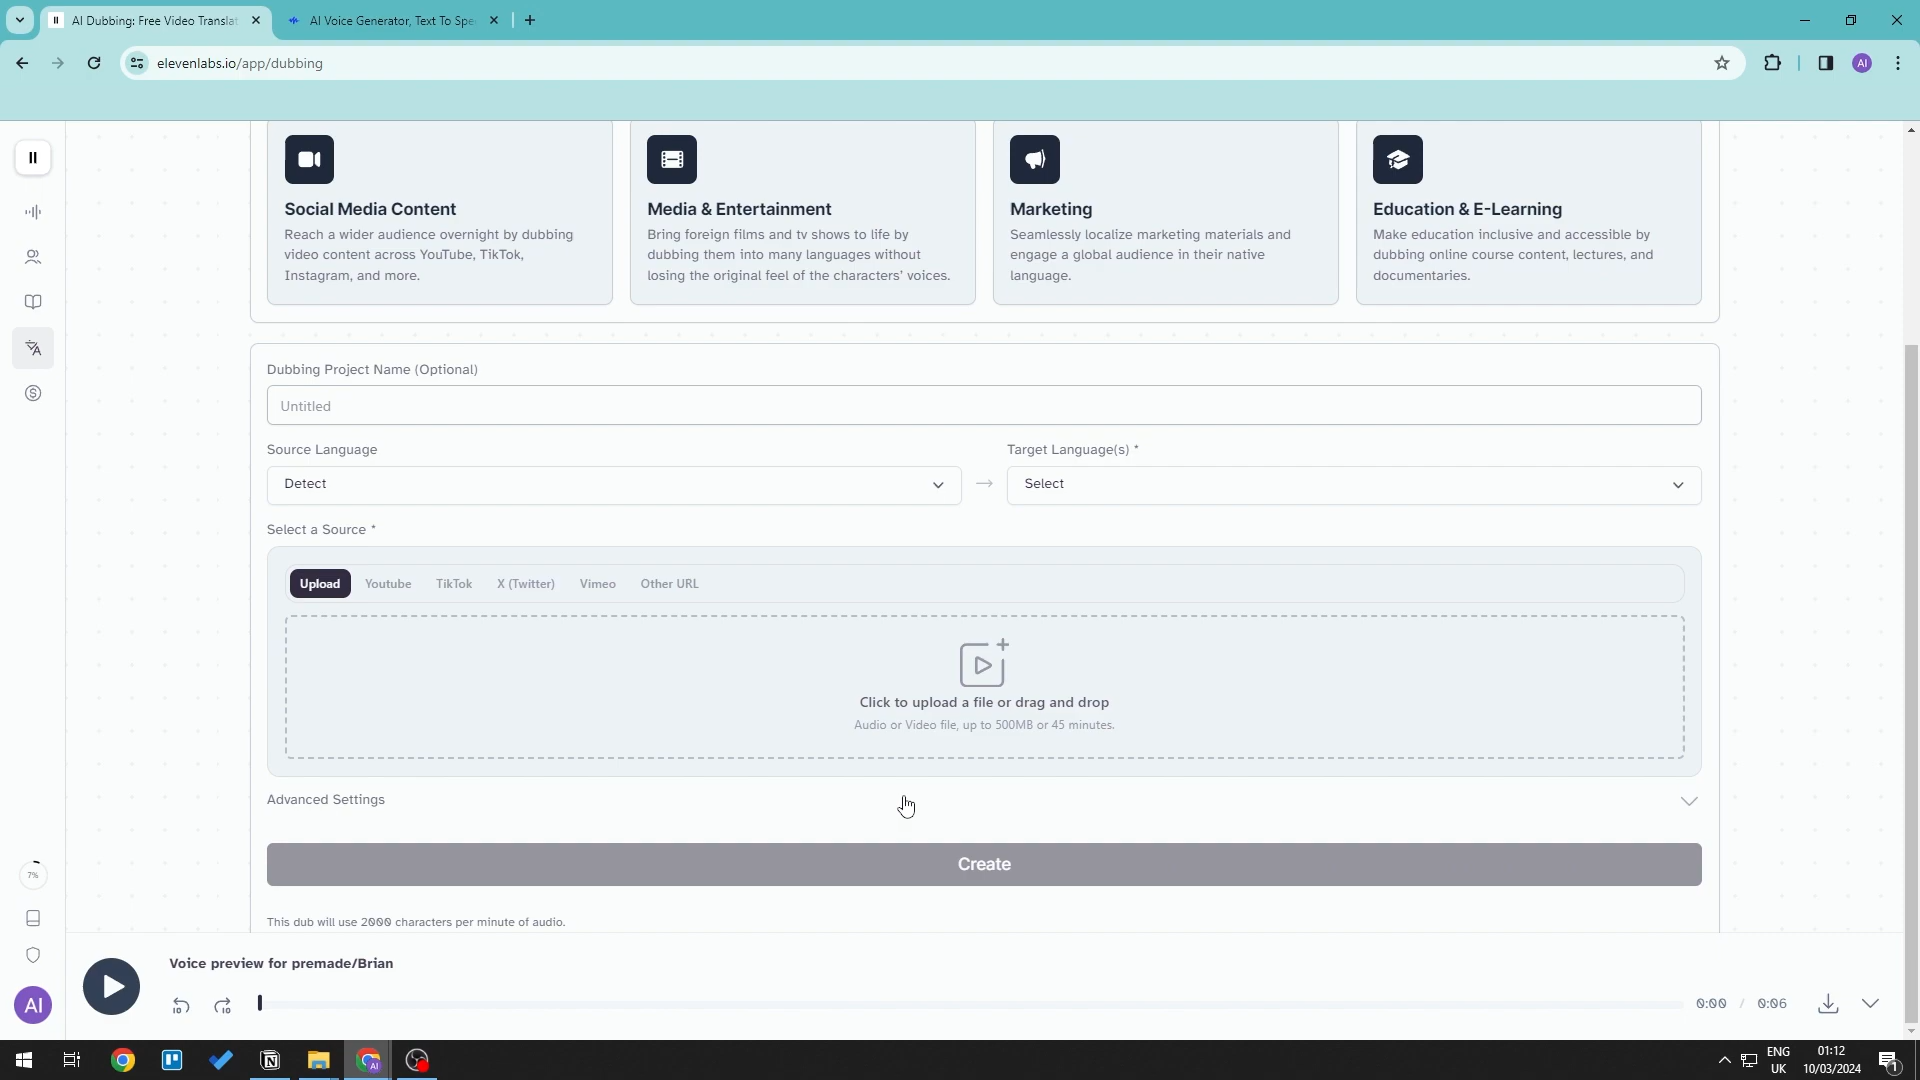 AI Dubbing: Free Video Translat
AI Voice Generator, Text To Spe
elevenlabs.io/app/dubbing
AI
Social Media Content
Reach a wider audience overnight by dubbing
video content across YouTube, TikTok,
Instagram, and more.
Media & Entertainment
Bring foreign films and tv shows to life by
dubbing them into many languages without
losing the original feel of the characters' voices.
Marketing
Seamlessly localize marketing materials and
engage a global audience in their native
language.
Education & E-Learning
Make education inclusive and accessible by
dubbing online course content, lectures, and
documentaries.
Dubbing Project Name (Optional)
Untitled
Source Language
Target Language(s) *
Detect
Select
Select a Source *
Upload
Youtube
TikTok
X (Twitter)
Vimeo
Other URL
Click to upload a file or drag and drop
Audio or Video file, up to 500MB or 45 minutes.
Advanced Settings
Create
7%
This dub will use 2000 characters per minute of audio.
Voice preview for premade/Brian
AI
10
10
0:00 / 0:06
AI
ENG
UK
01:12
10/03/2024
1